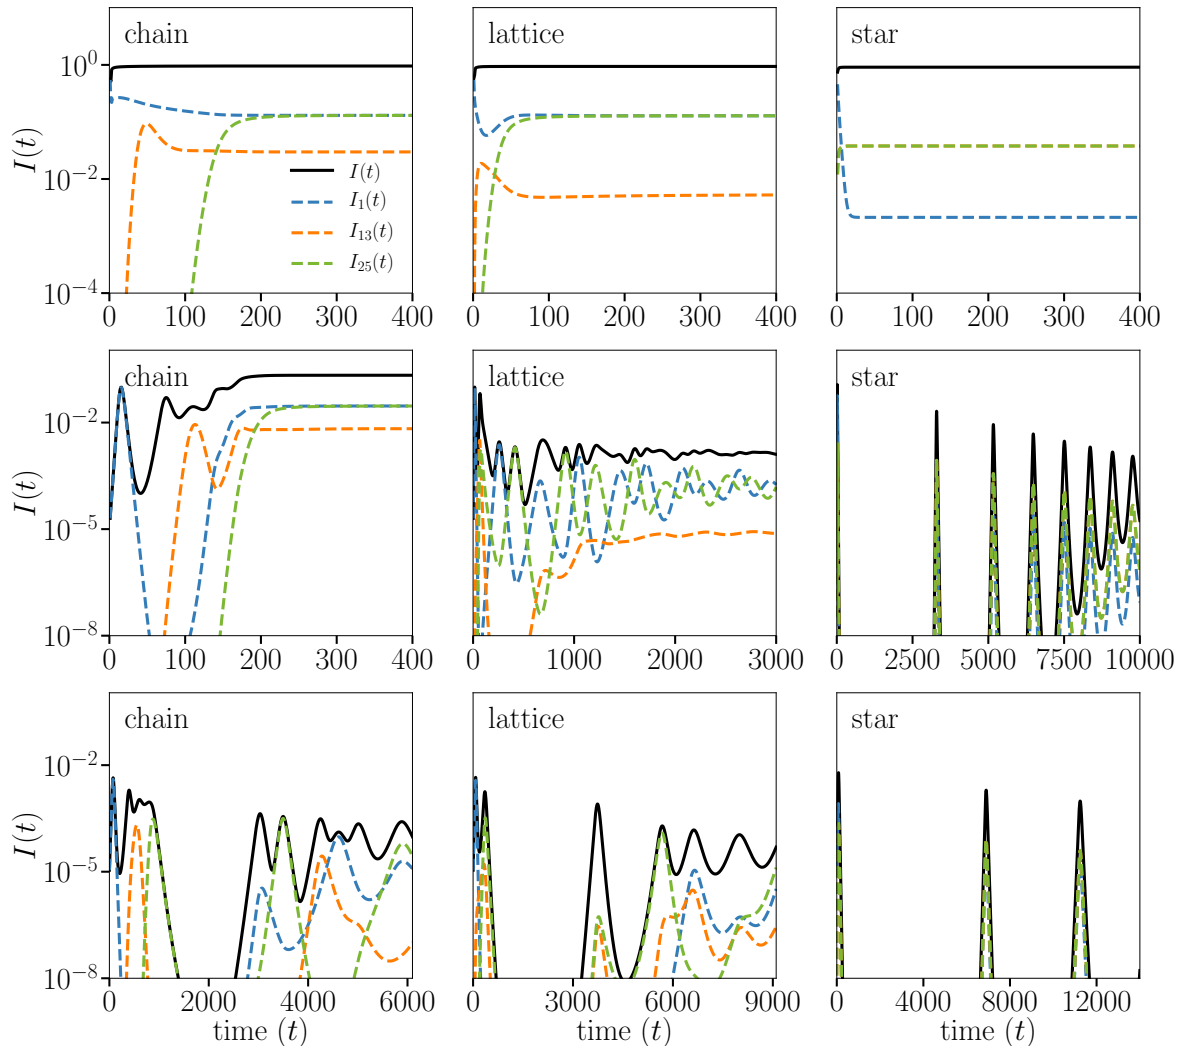 chain
lattice
star
10^0
10^-2
10^-4
I(t)
I(t)
I_1(t)
I_13(t)
I_25(t)
0 100 200 300 400
0 100 200 300 400
0 100 200 300 400
chain
lattice
star
10^-2
10^-5
10^-8
I(t)
0 100 200 300 400
0 1000 2000 3000
0 2500 5000 7500 10000
chain
lattice
star
10^-2
10^-5
10^-8
I(t)
0 2000 4000 6000
0 3000 6000 9000
0 4000 8000 12000
time (t)
time (t)
time (t)